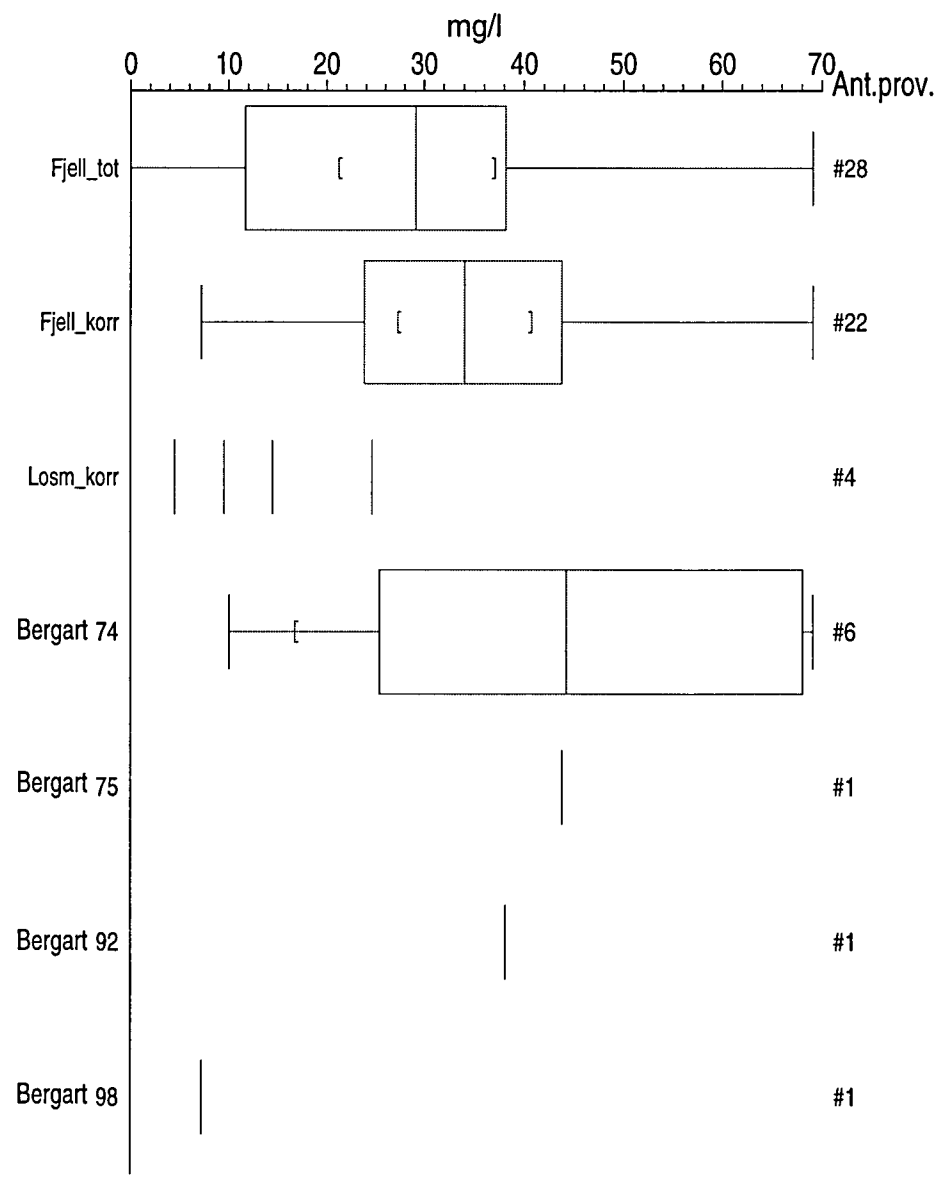 mg/l
0 10 20 30 40 50 60 70
Ant.prov.
Fjell_tot #28
Fjell_korr #22
Losm_korr #4
Bergart 74 #6
Bergart 75 #1
Bergart 92 #1
Bergart 98 #1